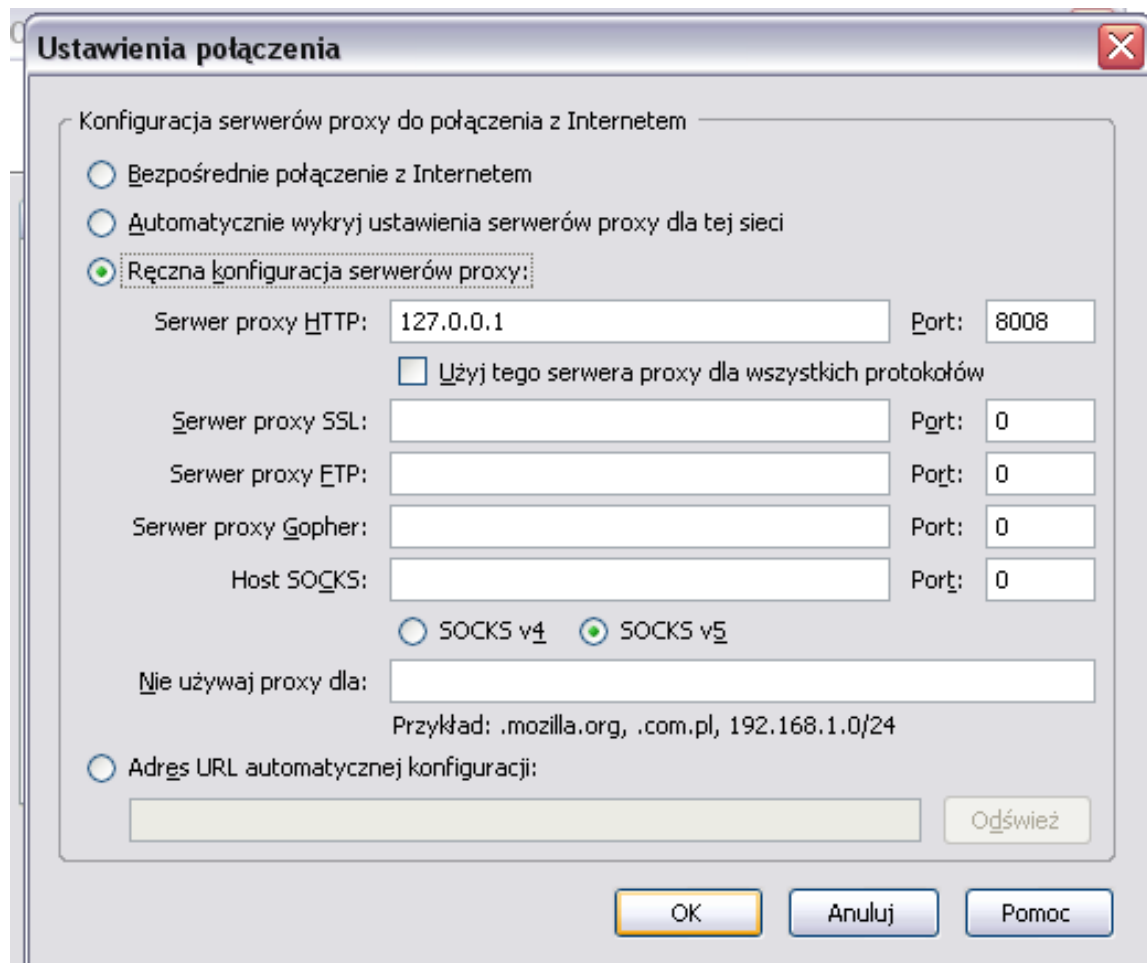 Ustawienia połączenia
Konfiguracja serwerów proxy do połączenia z Internetem
Bezpośrednie połączenie z Internetem
Automatycznie wykryj ustawienia serwerów proxy dla tej sieci
Ręczna konfiguracja serwerów proxy:
Serwer proxy HTTP: 127.0.0.1 Port: 8008
Użyj tego serwera proxy dla wszystkich protokołów
Serwer proxy SSL: Port: 0
Serwer proxy FTP: Port: 0
Serwer proxy Gopher: Port: 0
Host SOCKS: Port: 0
SOCKS v4 SOCKS v5
Nie używaj proxy dla:
Przykład: .mozilla.org, .com.pl, 192.168.1.0/24
Adres URL automatycznej konfiguracji:
Odśwież
OK Anuluj Pomoc